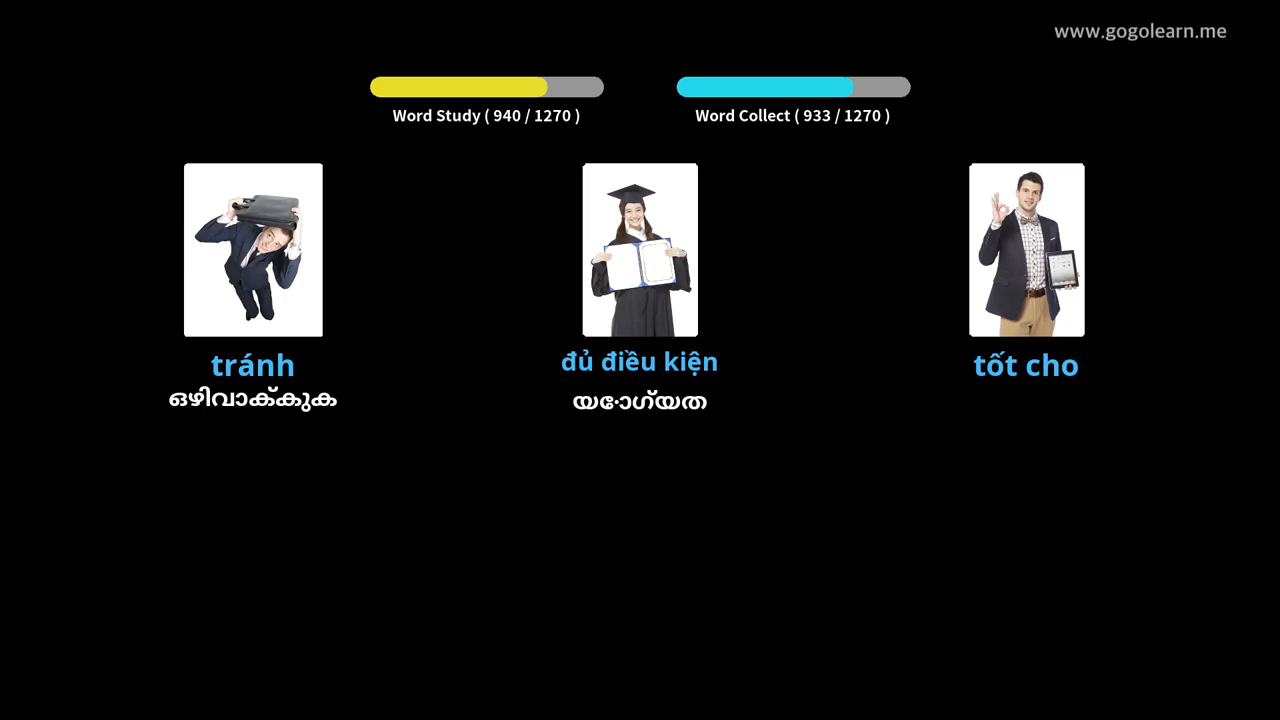 www.gogolearn.me
Word Study ( 940 / 1270 )
Word Collect ( 933 / 1270 )
tránh
ഒഴിവാക്കുക
đủ điều kiện
യോഗ്യത
tốt cho